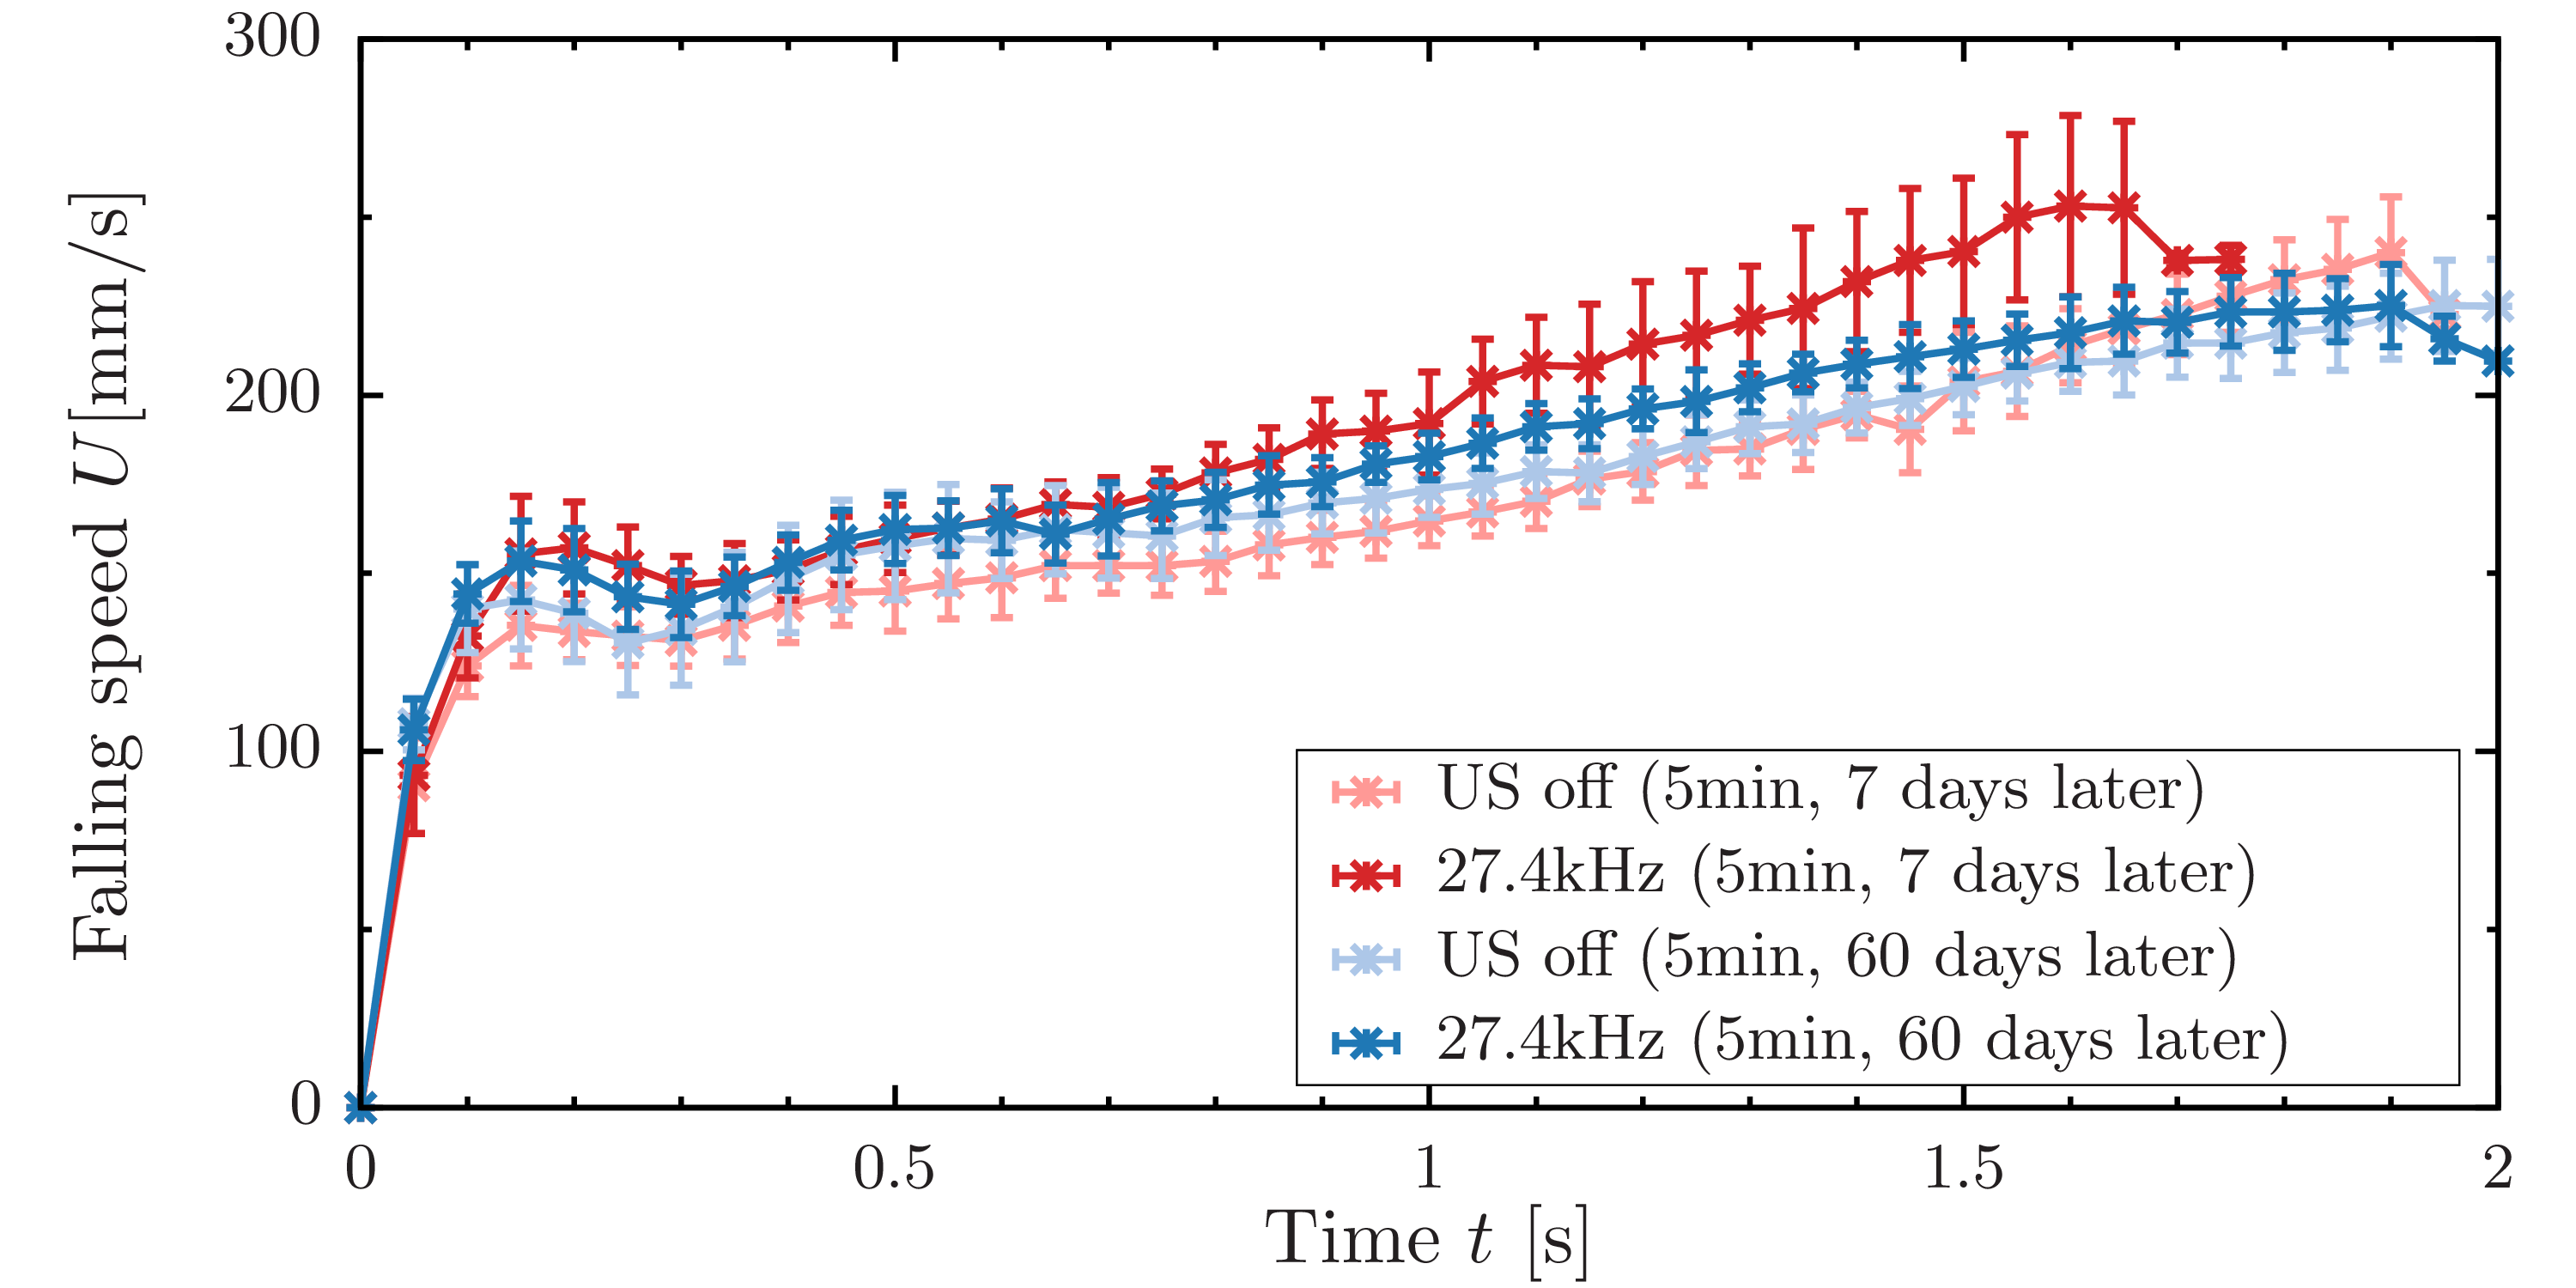 300
200
100
0
Falling speed U[mm/s]
US off (5min, 7 days later)
27.4kHz (5min, 7 days later)
US off (5min, 60 days later)
27.4kHz (5min, 60 days later)
0 0.5 1 1.5 2
Time t [s]